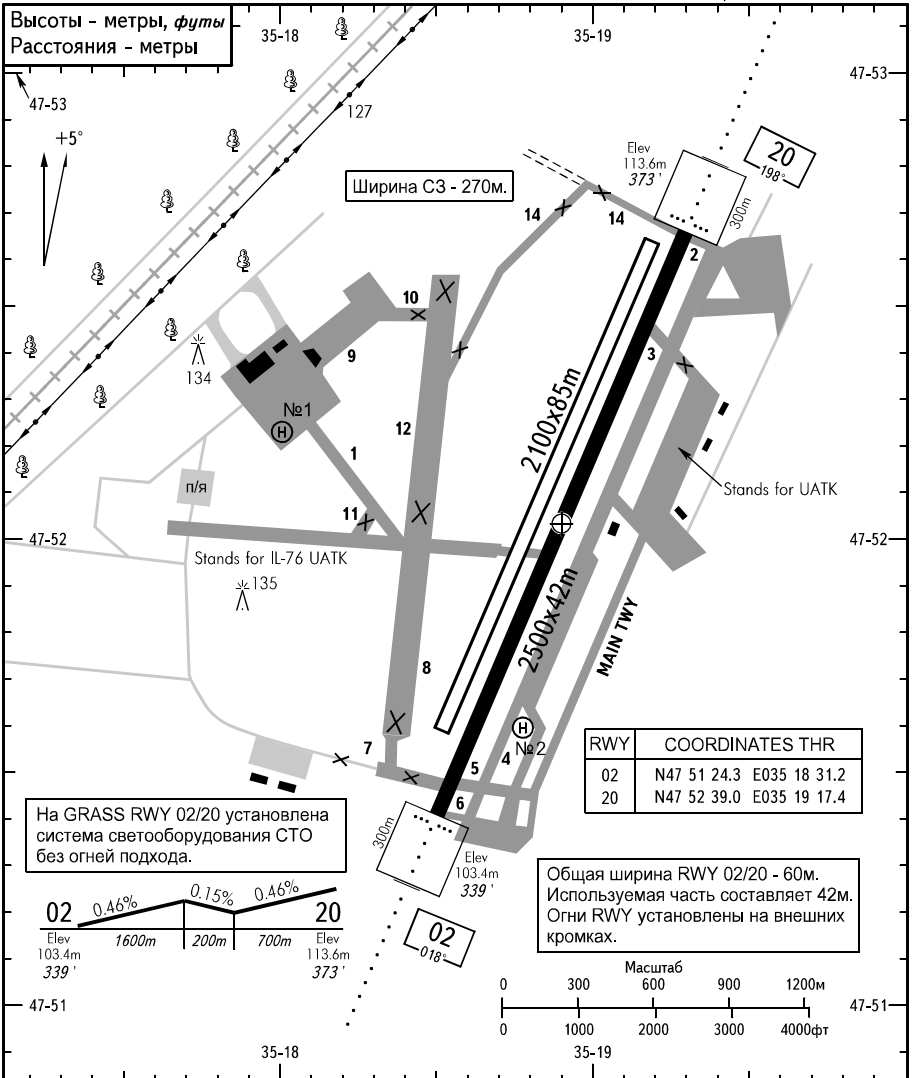 Высоты - метры, футы
Расстояния - метры
35-18
35-19
47-53
47-53
+5°
127
Ширина СЗ - 270м.
Elev
113.6m
373 '
20
198°
300m
14
14
2
10
9
3
134
№1
H
12
1
2100x85m
п/я
11
Stands for UATK
47-52
47-52
Stands for IL-76 UATK
135
2500x42m
MAIN TWY
8
H
№2
7
5
4
6
RWY COORDINATES THR
02 N47 51 24.3 E035 18 31.2
20 N47 52 39.0 E035 19 17.4
На GRASS RWY 02/20 установлена
система светооборудования СТО
без огней подхода.
300m
Elev
103.4m
339 '
02
018°
Общая ширина RWY 02/20 - 60м.
Используемая часть составляет 42м.
Огни RWY установлены на внешних
кромках.
0.46% 0.15% 0.46%
02 20
1600m 200m 700m
Elev
103.4m
339 '
Elev
113.6m
373 '
Масштаб
0 300 600 900 1200м
0 1000 2000 3000 4000фт
47-51
47-51
35-18
35-19